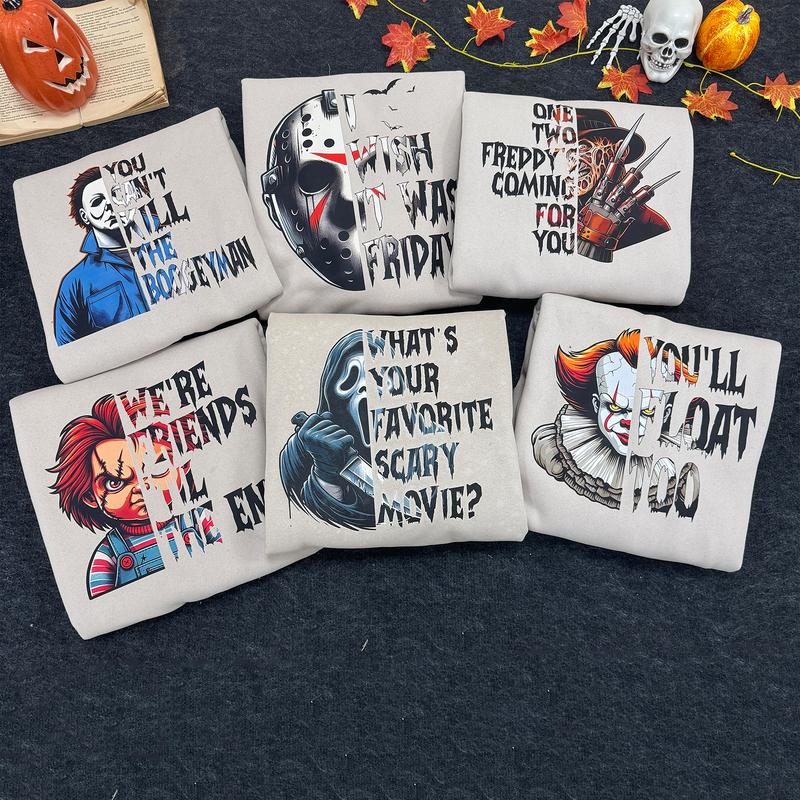 YOU
CAN'T
KILL
THE
BOOGEYMAN
I
WISH
IT WAS
FRIDAY
ONE
TWO
FREDDY'S
COMING
FOR
YOU
WE'RE
FRIENDS
'TIL
THE EN
WHAT'S
YOUR
FAVORITE
SCARY
MOVIE?
YOU'LL
FLOAT
TOO